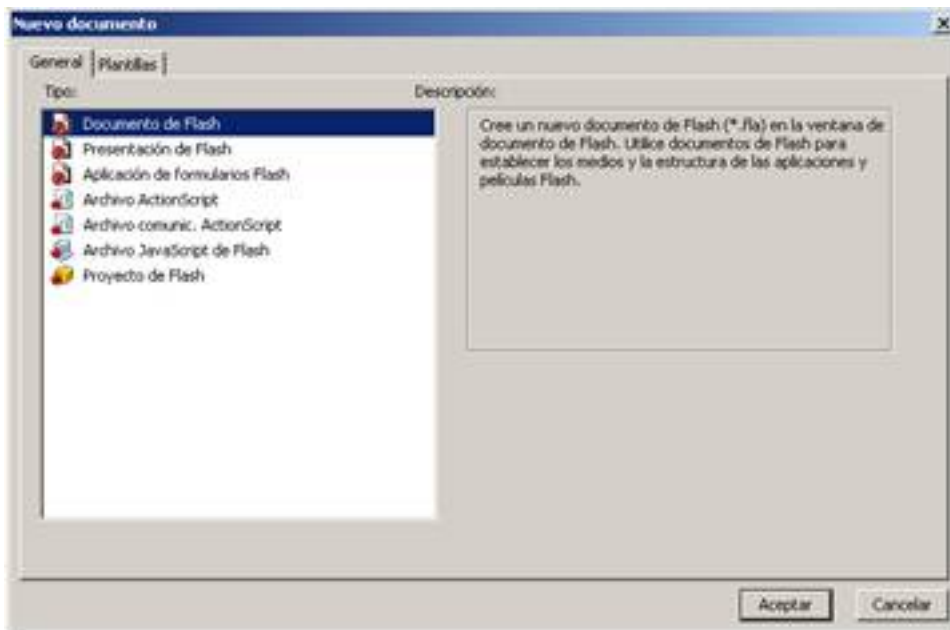 Nuevo documento
General
Plantillas
Tipo:
Descripción:
Documento de Flash
Presentación de Flash
Aplicación de formularios Flash
Archivo ActionScript
Archivo comunic. ActionScript
Archivo JavaScript de Flash
Proyecto de Flash
Cree un nuevo documento de Flash (*.fla) en la ventana de
documento de Flash. Utilice documentos de Flash para
establecer los medios y la estructura de las aplicaciones y
películas Flash.
Aceptar
Cancelar